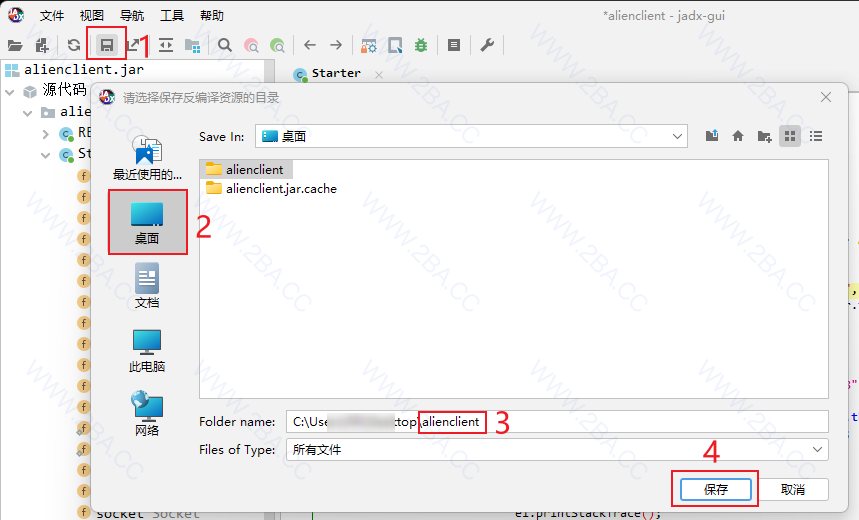 文件 视图 导航 工具 帮助
*alienclient - jadx-gui
1
alienclient.jar
Starter
源代码
请选择保存反编译资源的目录
Save In:
桌面
最近使用的...
alienclient
alienclient.jar.cache
桌面
2
文档
此电脑
网络
Folder name:
C:\Use top\alienclient
3
Files of Type:
所有文件
4
保存
取消
socket Socket
e1.printStackTrace();
WWW.2BA.CC